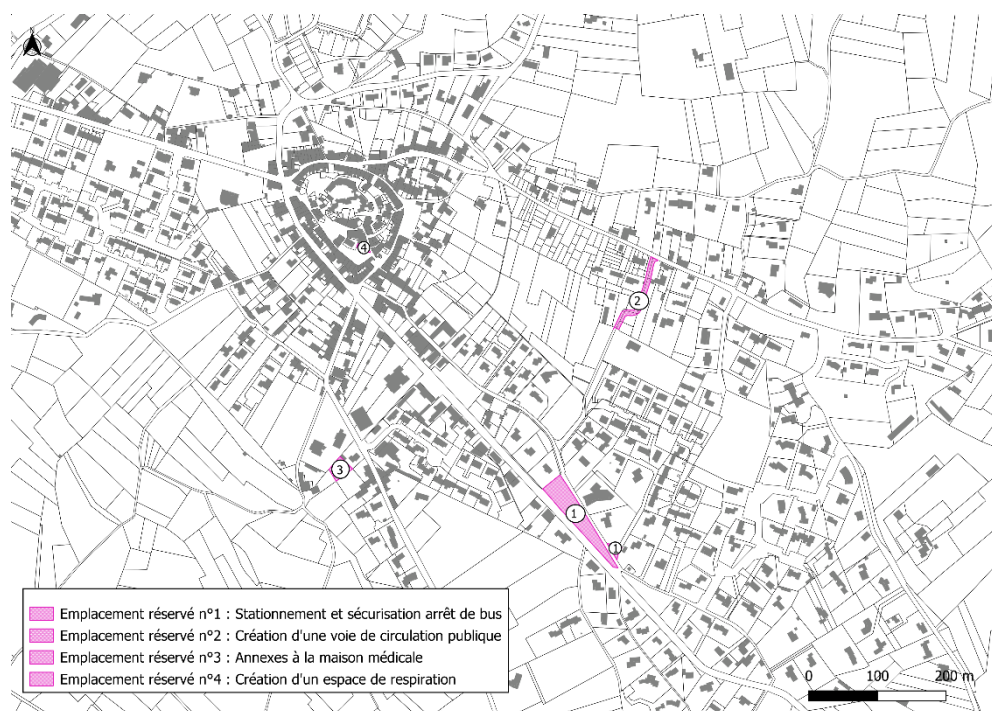 4
2
3
1
1
Emplacement réservé n°1 : Stationnement et sécurisation arrêt de bus
Emplacement réservé n°2 : Création d'une voie de circulation publique
Emplacement réservé n°3 : Annexes à la maison médicale
Emplacement réservé n°4 : Création d'un espace de respiration
0 100 200 m